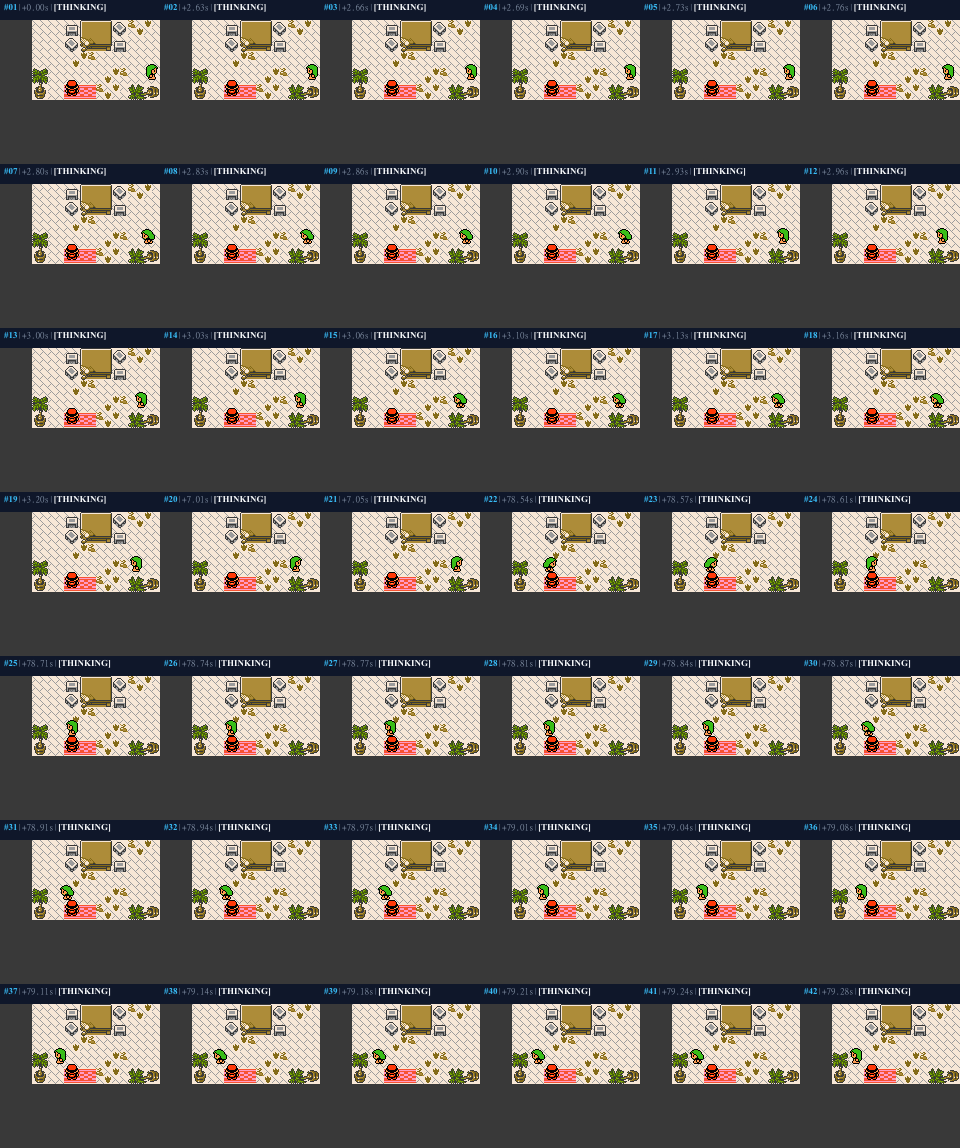 #01|+0.00s|[THINKING] #02|+2.63s|[THINKING] #03|+2.66s|[THINKING] #04|+2.69s|[THINKING] #05|+2.73s|[THINKING] #06|+2.76s|[THINKING]
#07|+2.80s|[THINKING] #08|+2.83s|[THINKING] #09|+2.86s|[THINKING] #10|+2.90s|[THINKING] #11|+2.93s|[THINKING] #12|+2.96s|[THINKING]
#13|+3.00s|[THINKING] #14|+3.03s|[THINKING] #15|+3.06s|[THINKING] #16|+3.10s|[THINKING] #17|+3.13s|[THINKING] #18|+3.16s|[THINKING]
#19|+3.20s|[THINKING] #20|+7.01s|[THINKING] #21|+7.05s|[THINKING] #22|+78.54s|[THINKING] #23|+78.57s|[THINKING] #24|+78.61s|[THINKING]
#25|+78.71s|[THINKING] #26|+78.74s|[THINKING] #27|+78.77s|[THINKING] #28|+78.81s|[THINKING] #29|+78.84s|[THINKING] #30|+78.87s|[THINKING]
#31|+78.91s|[THINKING] #32|+78.94s|[THINKING] #33|+78.97s|[THINKING] #34|+79.01s|[THINKING] #35|+79.04s|[THINKING] #36|+79.08s|[THINKING]
#37|+79.11s|[THINKING] #38|+79.14s|[THINKING] #39|+79.18s|[THINKING] #40|+79.21s|[THINKING] #41|+79.24s|[THINKING] #42|+79.28s|[THINKING]